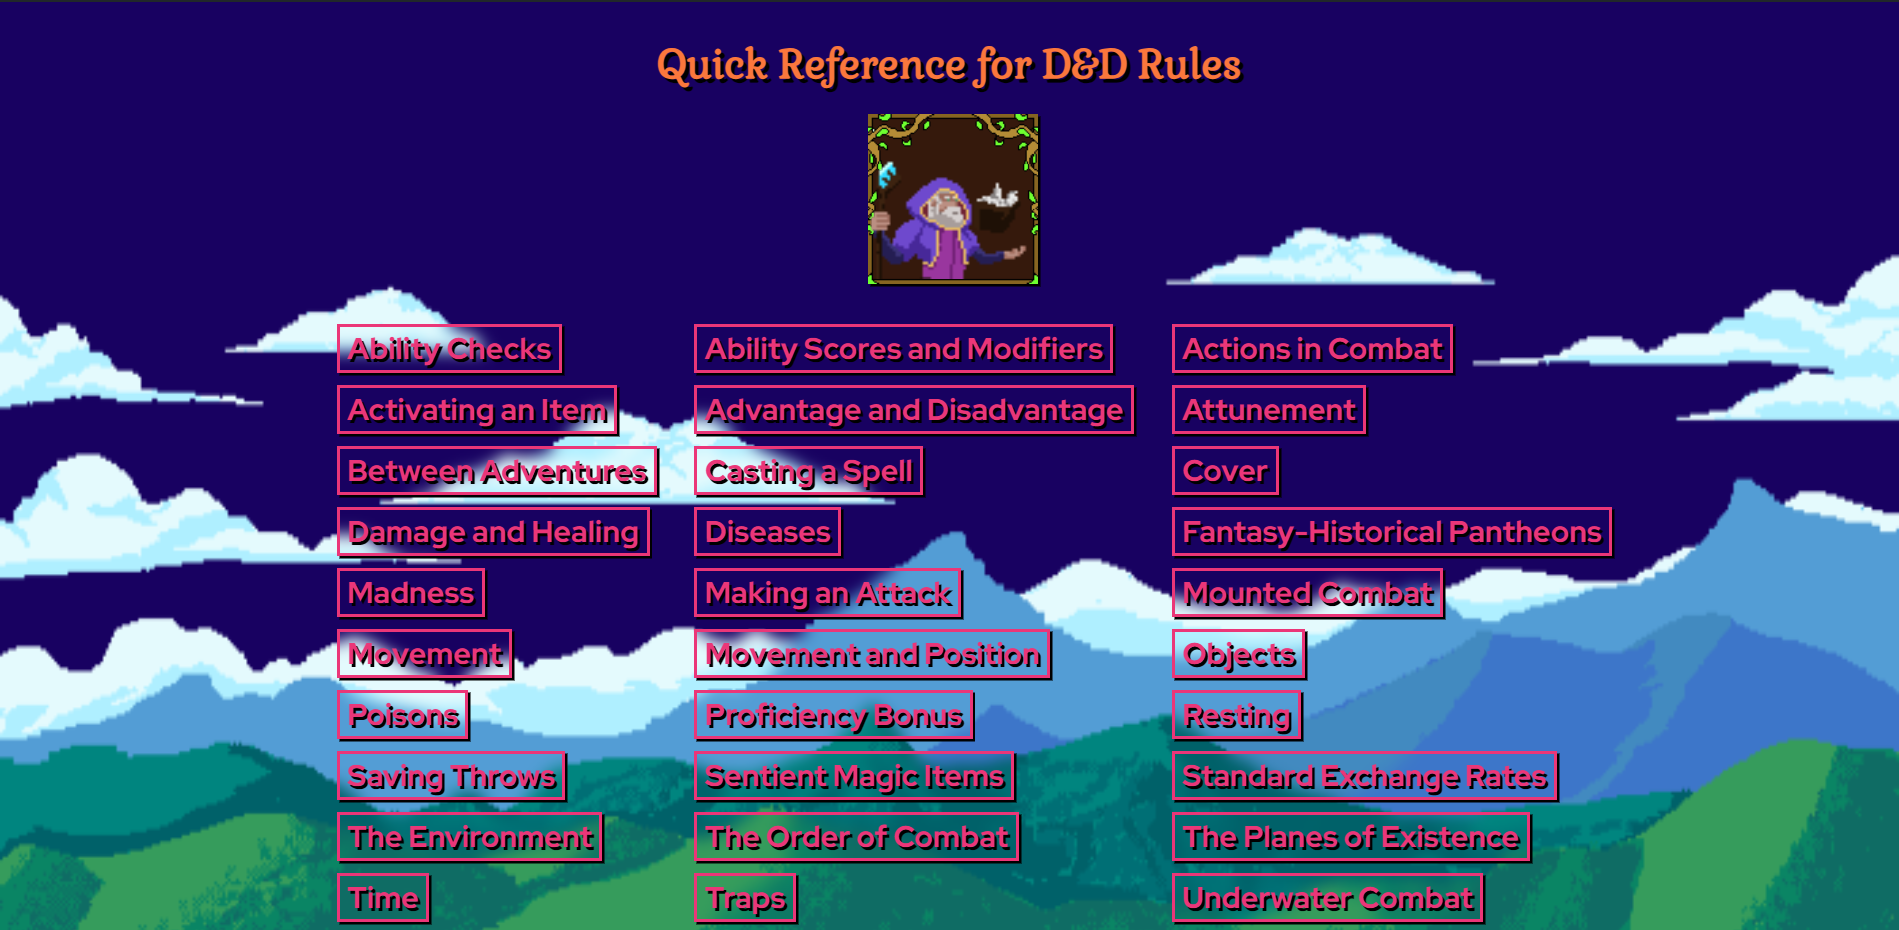 Quick Reference for D&D Rules
Ability Checks
Ability Scores and Modifiers
Actions in Combat
Activating an Item
Advantage and Disadvantage
Attunement
Between Adventures
Casting a Spell
Cover
Damage and Healing
Diseases
Fantasy-Historical Pantheons
Madness
Making an Attack
Mounted Combat
Movement
Movement and Position
Objects
Poisons
Proficiency Bonus
Resting
Saving Throws
Sentient Magic Items
Standard Exchange Rates
The Environment
The Order of Combat
The Planes of Existence
Time
Traps
Underwater Combat